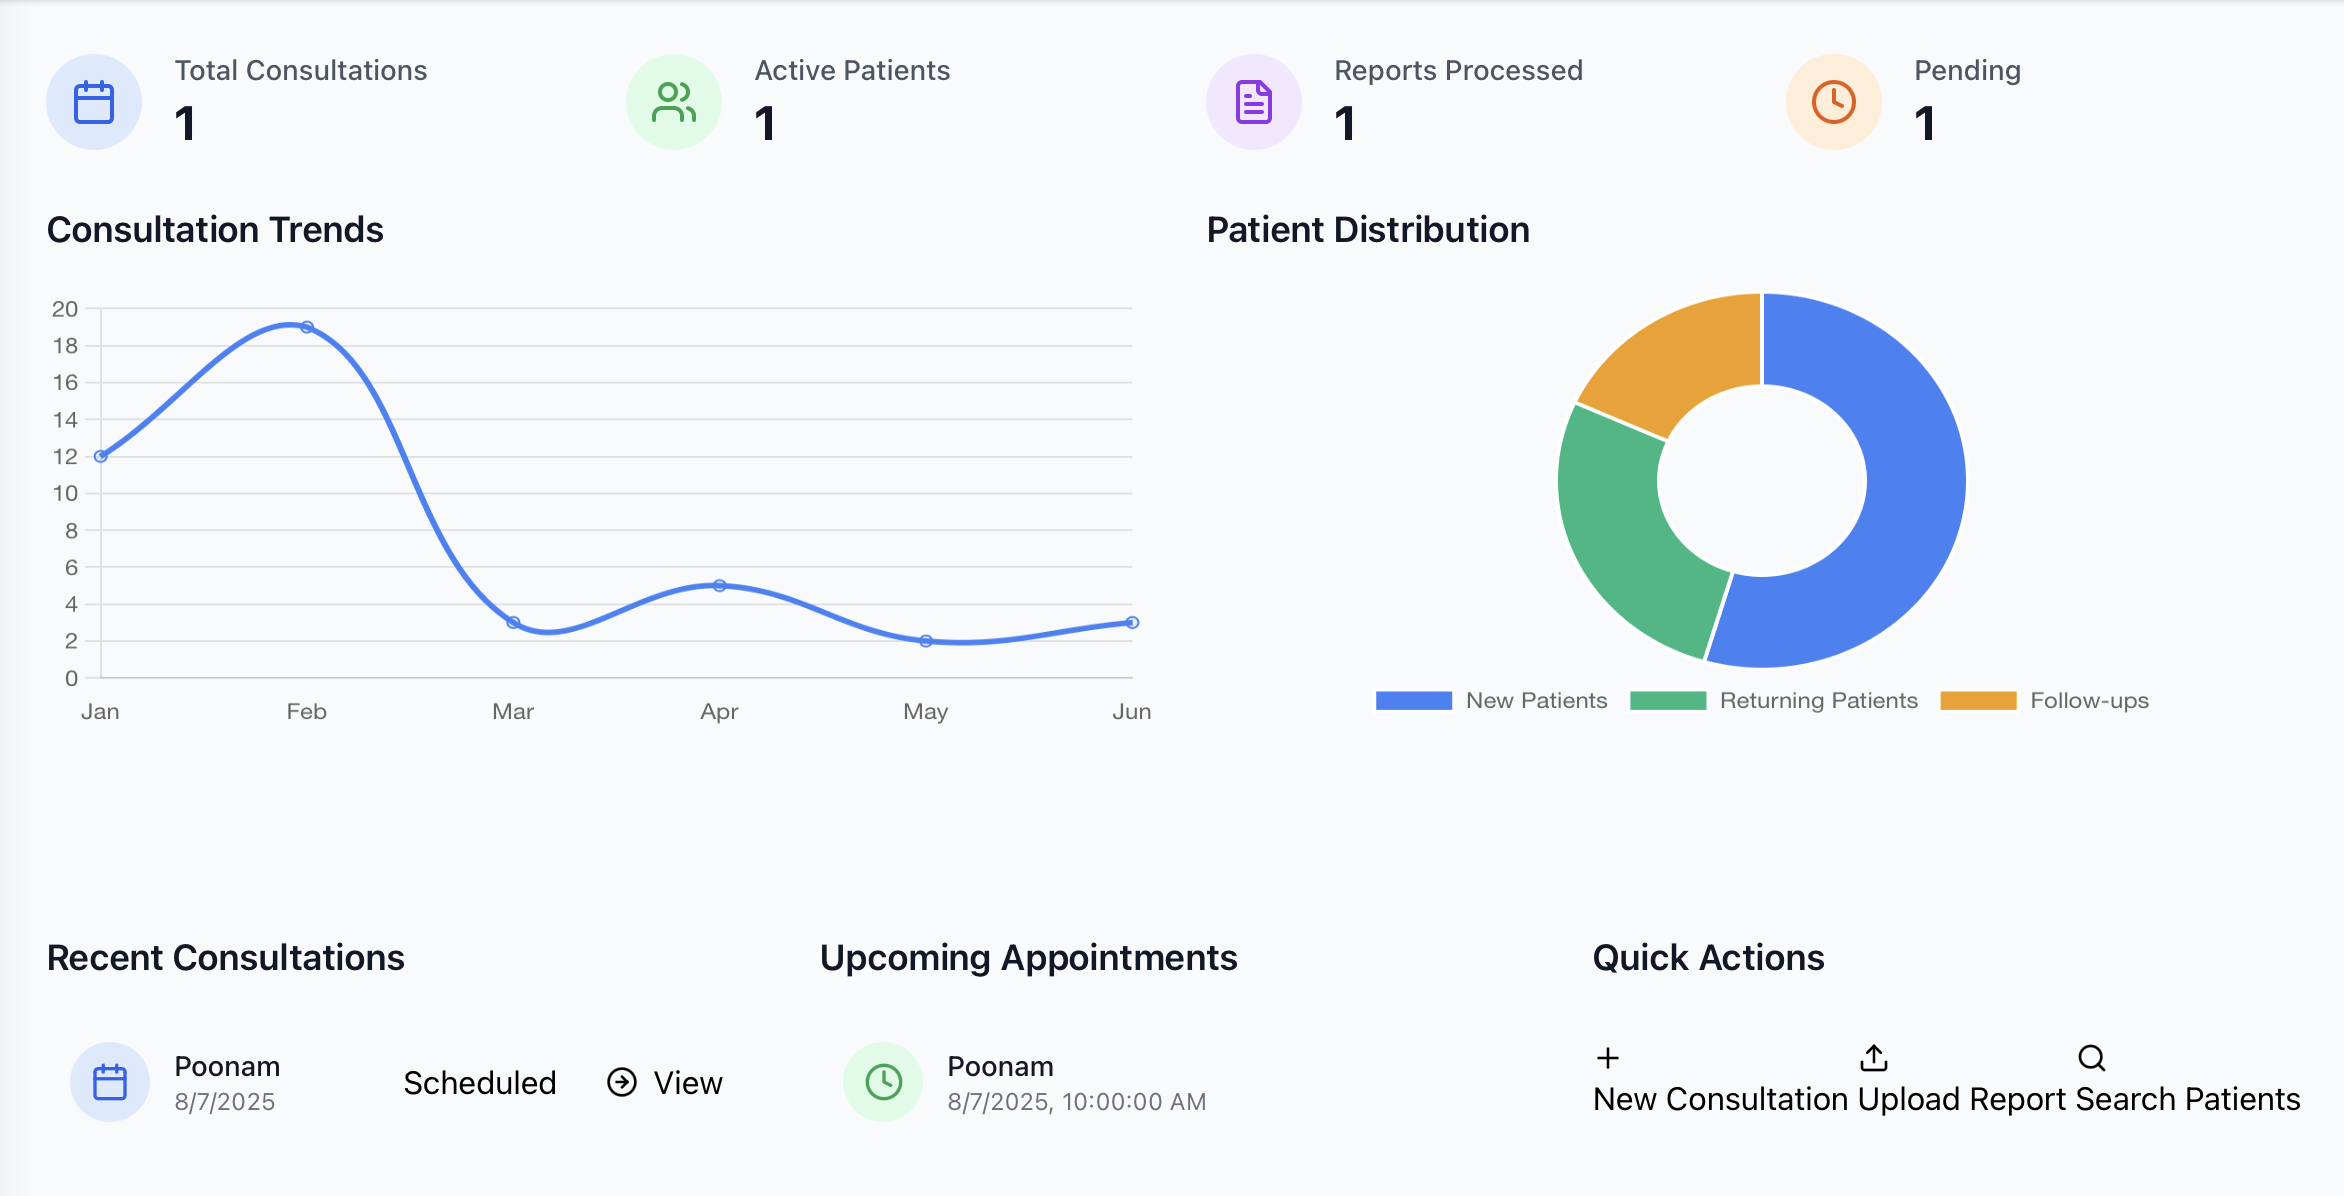 Total Consultations
1
Active Patients
1
Reports Processed
1
Pending
1
Consultation Trends
20
18
16
14
12
10
8
6
4
2
0
Jan Feb Mar Apr May Jun
Patient Distribution
New Patients Returning Patients Follow-ups
Recent Consultations
Poonam
8/7/2025
Scheduled View
Upcoming Appointments
Poonam
8/7/2025, 10:00:00 AM
Quick Actions
New Consultation Upload Report Search Patients